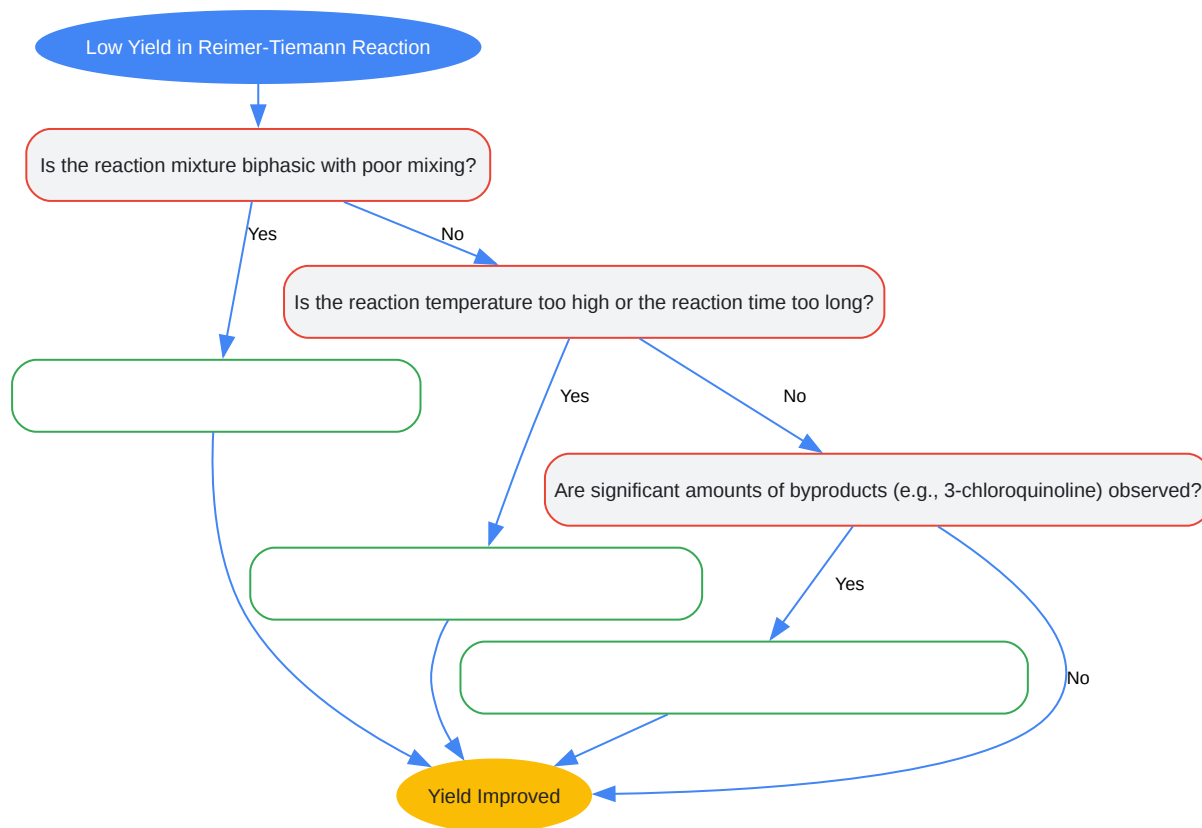 Low Yield in Reimer-Tiemann Reaction
Is the reaction mixture biphasic with poor mixing?
Yes
No
Is the reaction temperature too high or the reaction time too long?
Yes
No
Are significant amounts of byproducts (e.g., 3-chloroquinoline) observed?
Yes
No
Yield Improved